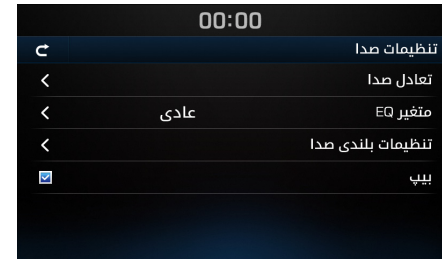 00:00
تنظیمات صدا
تعادل صدا
متغیر EQ عادی
تنظیمات بلندی صدا
بیپ